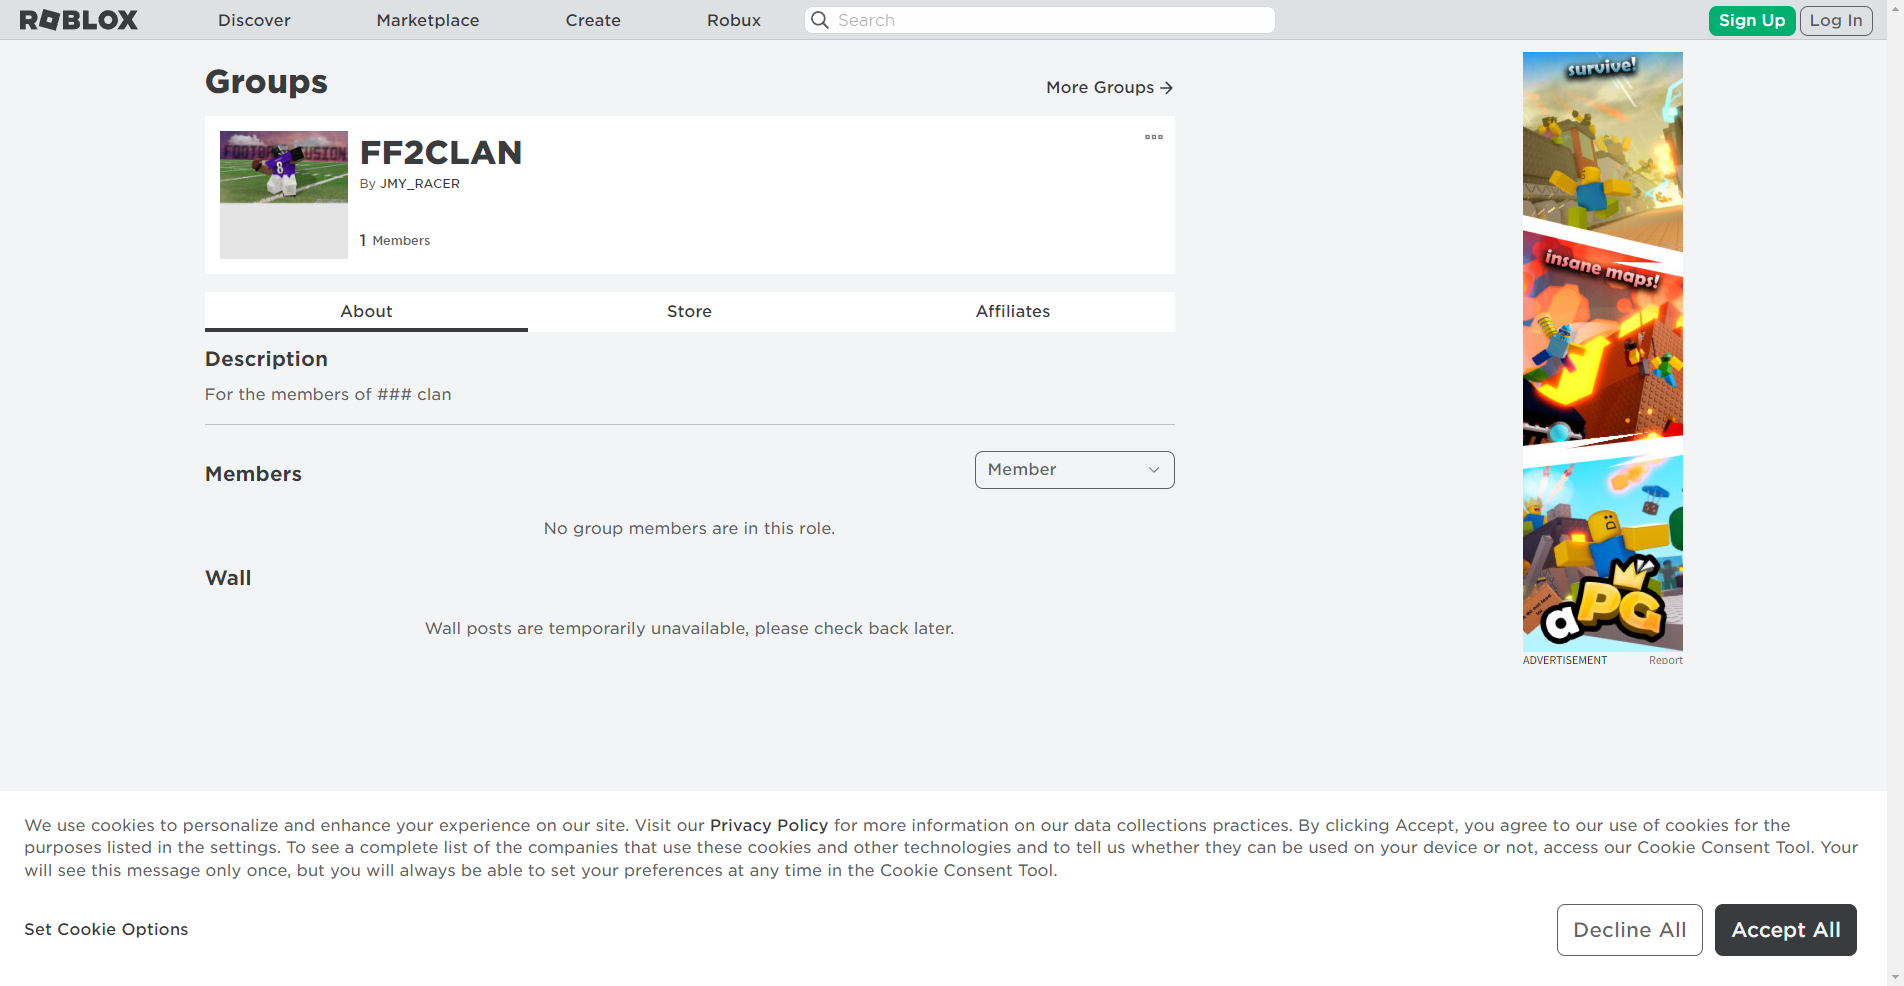 ROBLOX
Discover
Marketplace
Create
Robux
Search
Sign Up
Log In
Groups
More Groups
FOOTBALL FUSION
8
FF2CLAN
By JMY_RACER
1 Members
About
Store
Affiliates
Description
For the members of ### clan
Members
Member
No group members are in this role.
Wall
Wall posts are temporarily unavailable, please check back later.
survive!
insane maps!
aPG
ADVERTISEMENT
Report
We use cookies to personalize and enhance your experience on our site. Visit our Privacy Policy for more information on our data collections practices. By clicking Accept, you agree to our use of cookies for the
purposes listed in the settings. To see a complete list of the companies that use these cookies and other technologies and to tell us whether they can be used on your device or not, access our Cookie Consent Tool. Your
will see this message only once, but you will always be able to set your preferences at any time in the Cookie Consent Tool.
Set Cookie Options
Decline All
Accept All